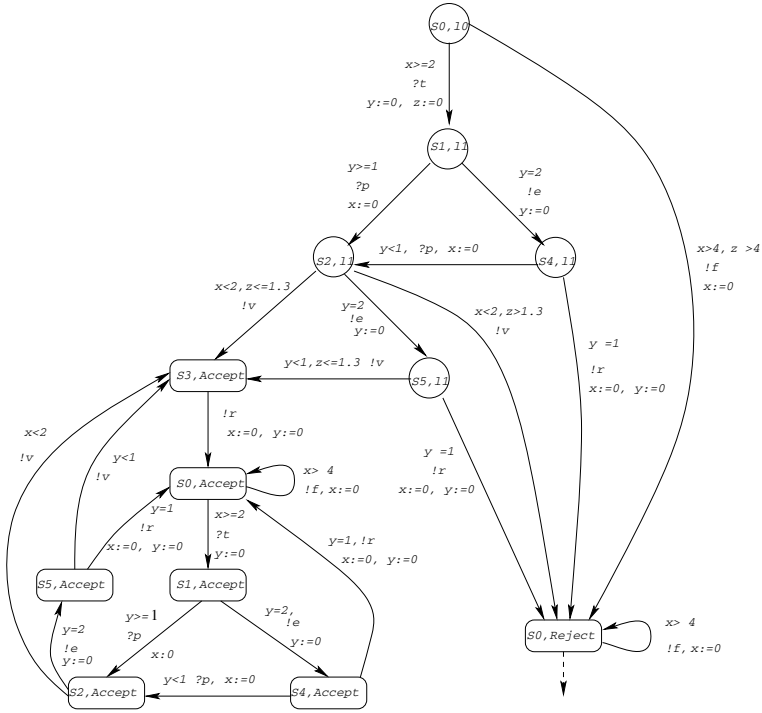 S0,l0
x>=2
?t
y:=0, z:=0
S1,l1
y>=1
?p
x:=0
y=2
!e
y:=0
x>4,z >4
!f
x:=0
S2,l1
y<1, ?p, x:=0
S4,l1
x<2,z<=1.3
!v
y=2
!e
y:=0
x<2,z>1.3
!v
y =1
!r
x:=0, y:=0
S3,Accept
y<1,z<=1.3 !v
S5,l1
!r
x:=0, y:=0
x<2
!v
y<1
!v
y =1
!r
x:=0, y:=0
S0,Accept
x> 4
!f,x:=0
y=1
!r
x:=0, y:=0
x>=2
?t
y:=0
y=1,!r
x:=0, y:=0
S5,Accept
S1,Accept
y>=1
?p
x:0
y=2,
!e
y:=0
y=2
!e
y:=0
S0,Reject
x> 4
!f,x:=0
S2,Accept
y<1 ?p, x:=0
S4,Accept